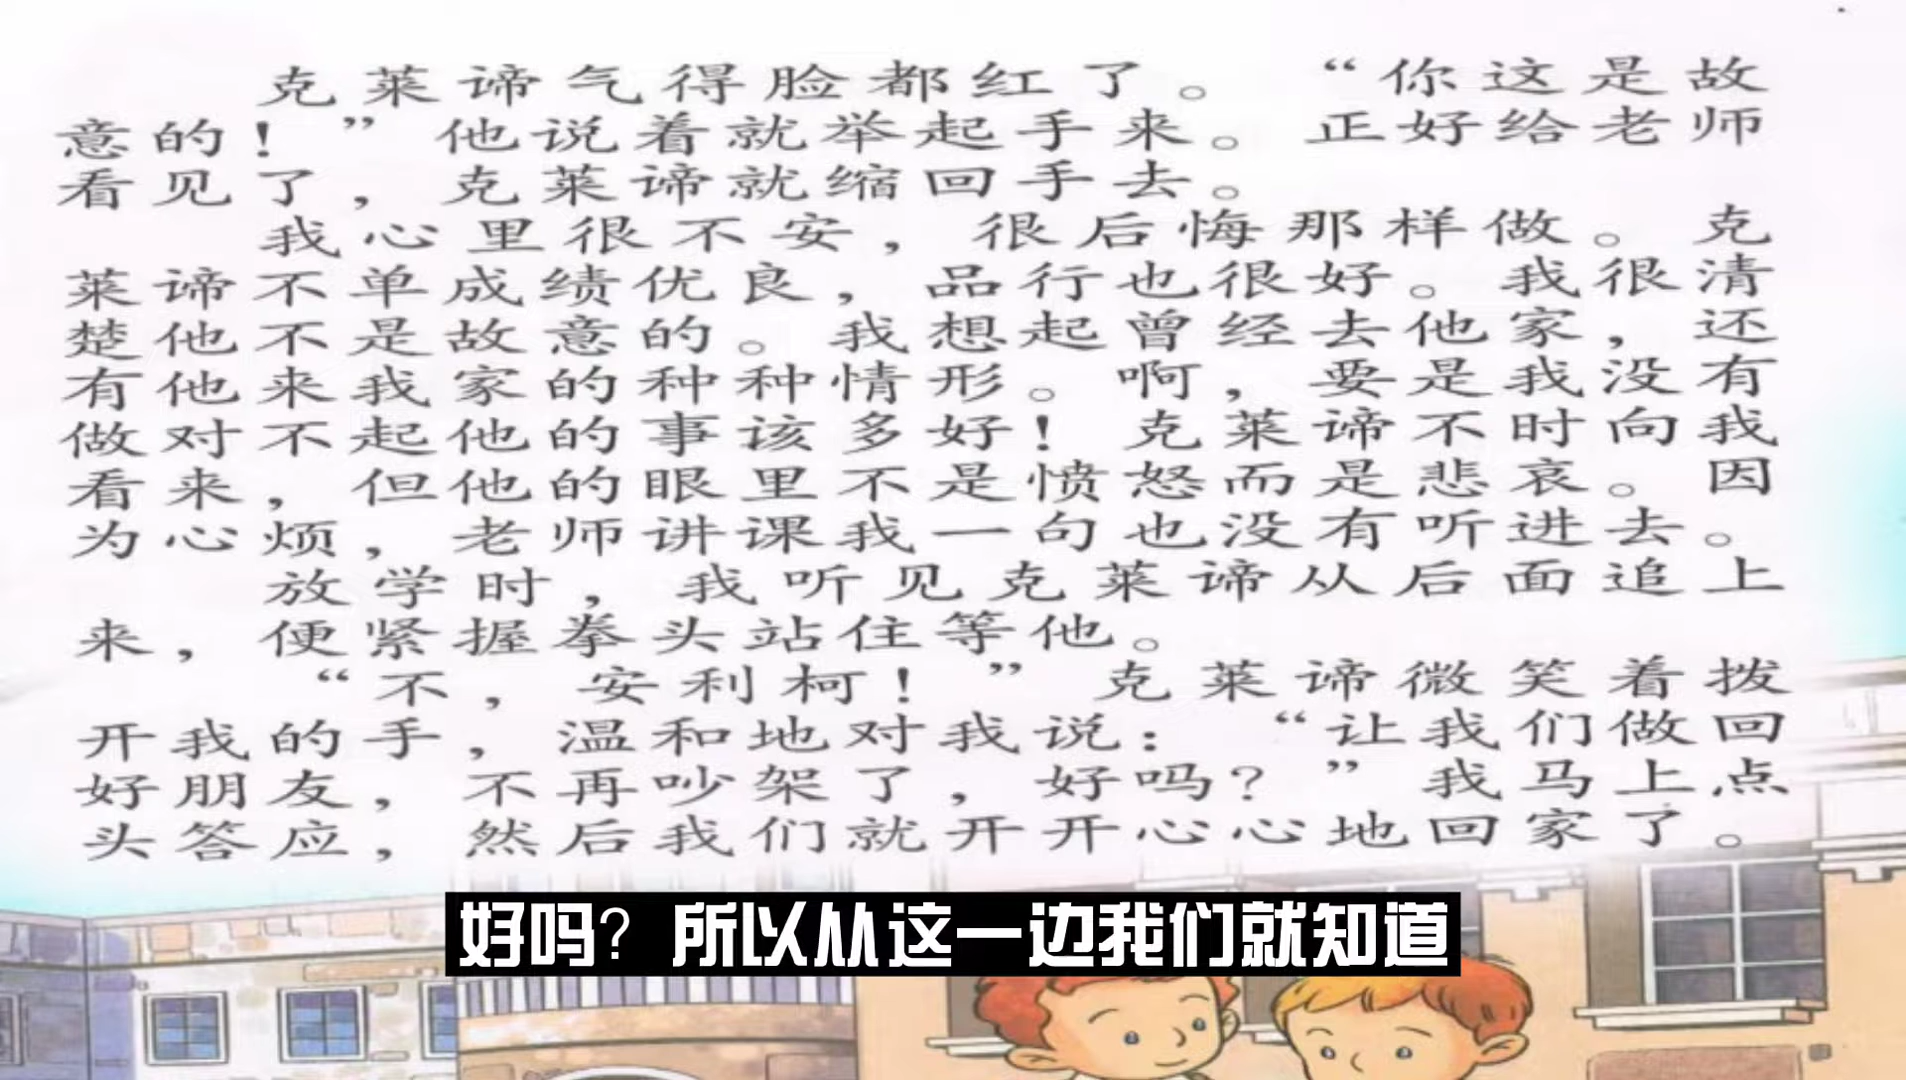 克莱谛气得脸都红了。“你这是故
意的！”他说着就举起手来。正好给老师
看见了，克莱谛就缩回手去。
我心里很不安，很后悔那样做。克
莱谛不单成绩优良，品行也很好。我很清
楚他不是故意的。我想起曾经去他家，还
有他来我家的种种情形。啊，要是我没有
做对不起他的事该多好！克莱谛不时向我
看来，但他的眼里不是愤怒而是悲哀。因
为心烦，老师讲课我一句也没有听进去。
放学时，我听见克莱谛从后面追上
来，便紧握拳头站住等他。
“不，安利柯！”克莱谛微笑着拨
开我的手，温和地对我说：“让我们做回
好朋友，不再吵架了，好吗？”我马上点
头答应，然后我们就开开心心地回家了。
好吗？所以从这一边我们就知道